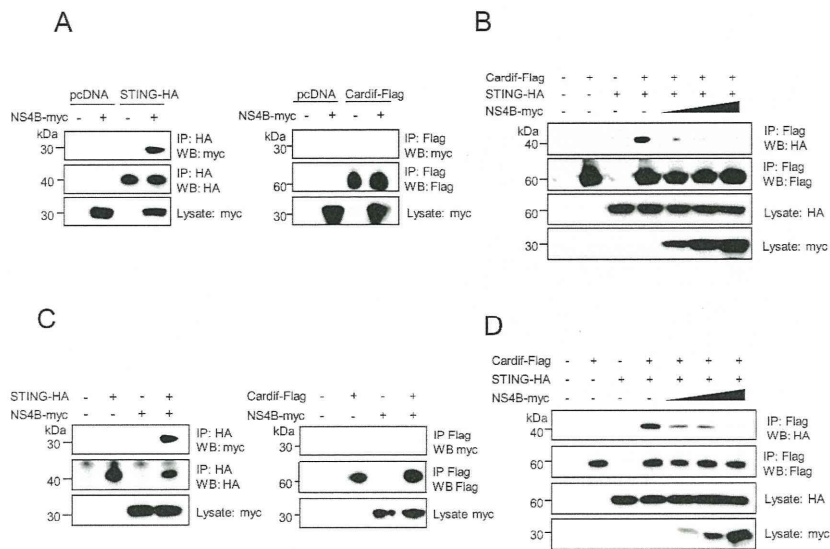 A
pcDNA STING-HA
NS4B-myc - + - +
kDa
30 IP: HA WB: myc
40 IP: HA WB: HA
30 Lysate: myc
pcDNA Cardif-Flag
NS4B-myc - + - +
kDa
30 IP: Flag WB: myc
60 IP: Flag WB: Flag
30 Lysate: myc
B
Cardif-Flag - + - + + + +
STING-HA - - + + + + +
NS4B-myc - - - -
kDa
40 IP: Flag WB: HA
60 IP: Flag WB: Flag
60 Lysate: HA
30 Lysate: myc
C
STING-HA - + - +
NS4B-myc - - + +
kDa
30 IP: HA WB: myc
40 IP: HA WB: HA
30 Lysate: myc
Cardif-Flag - + - +
NS4B-myc - - + +
kDa
30 IP Flag WB myc
60 IP Flag WB Flag
30 Lysate myc
D
Cardif-Flag - + - + + + +
STING-HA - - + + + + +
NS4B-myc - - - -
kDa
40 IP: Flag WB: HA
60 IP: Flag WB: Flag
60 Lysate: HA
30 Lysate: myc